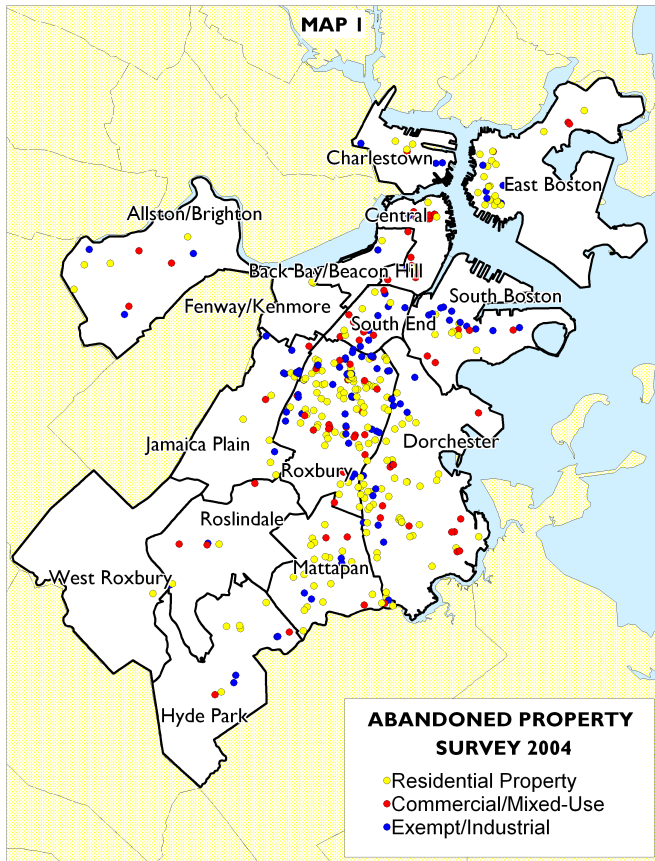 MAP 1
Charlestown
East Boston
Allston/Brighton
Central
Back Bay/Beacon Hill
South Boston
Fenway/Kenmore
South End
Jamaica Plain
Dorchester
Roxbury
Roslindale
Mattapan
West Roxbury
Hyde Park
ABANDONED PROPERTY
SURVEY 2004
Residential Property
Commercial/Mixed-Use
Exempt/Industrial